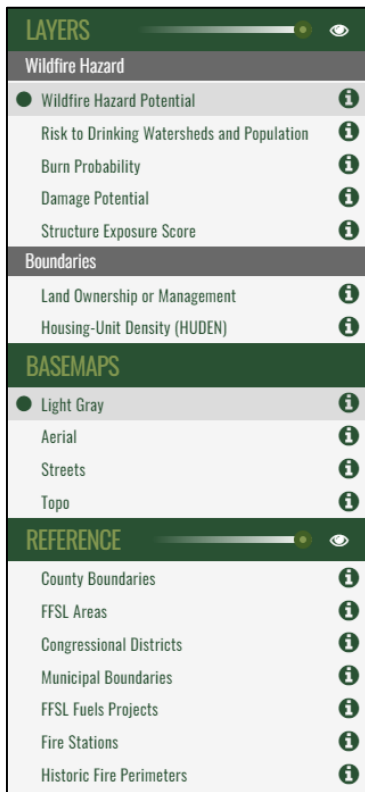 LAYERS
Wildfire Hazard
Wildfire Hazard Potential
Risk to Drinking Watersheds and Population
Burn Probability
Damage Potential
Structure Exposure Score
Boundaries
Land Ownership or Management
Housing-Unit Density (HUDEN)
BASEMAPS
Light Gray
Aerial
Streets
Topo
REFERENCE
County Boundaries
FFSL Areas
Congressional Districts
Municipal Boundaries
FFSL Fuels Projects
Fire Stations
Historic Fire Perimeters